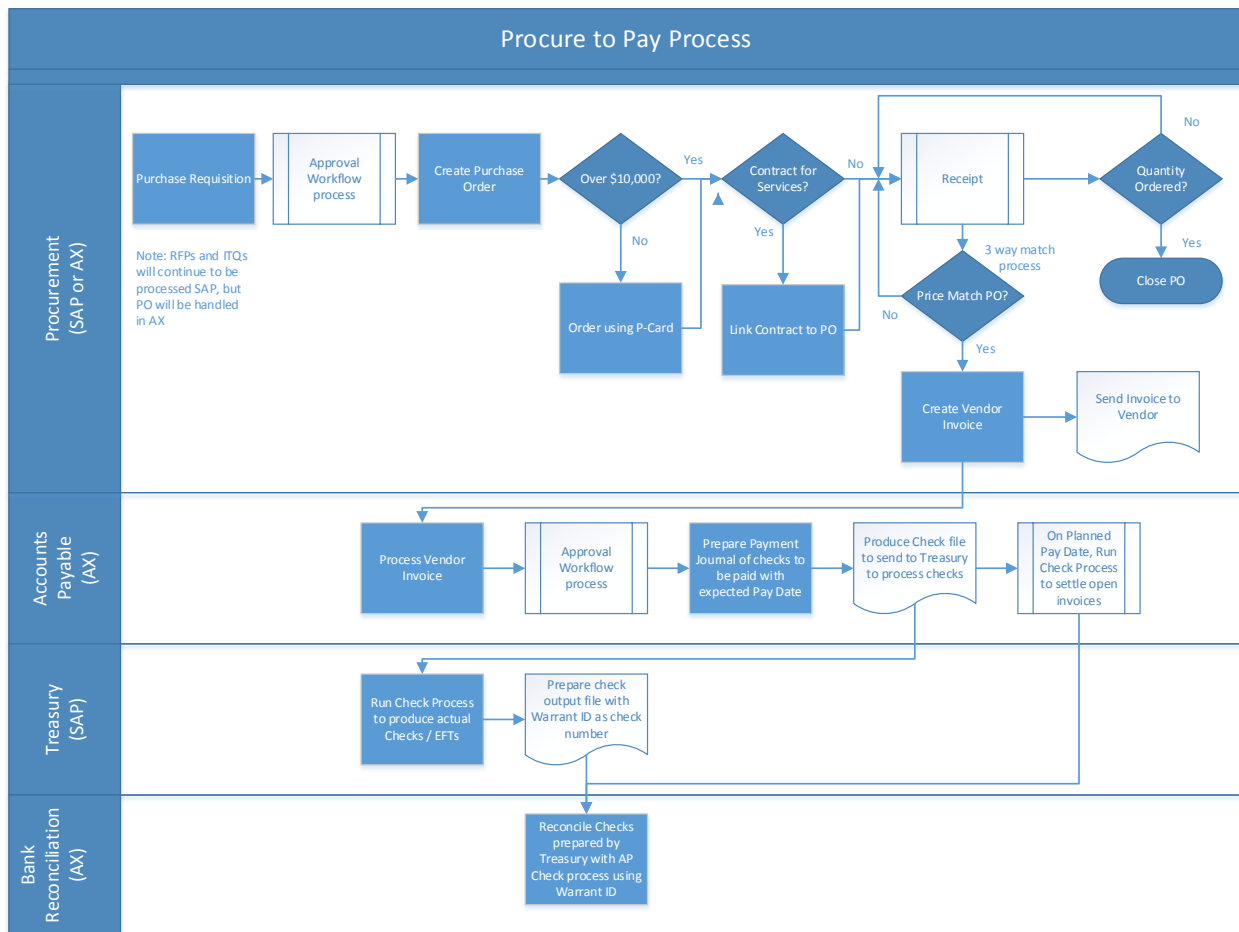 Procure to Pay Process
Procurement
(SAP or AX)
Purchase Requisition
Approval
Workflow
process
Create Purchase
Order
Over $10,000?
Yes
No
Order using P-Card
Contract for
Services?
No
Yes
Link Contract to PO
Receipt
No
Quantity
Ordered?
Yes
Close PO
3 way match
process
Price Match PO?
No
Yes
Note: RFPs and ITQs
will continue to be
processed SAP, but
PO will be handled
in AX
Create Vendor
Invoice
Send Invoice to
Vendor
Accounts
Payable
(AX)
Process Vendor
Invoice
Approval
Workflow
process
Prepare Payment
Journal of checks to
be paid with
expected Pay Date
Produce Check file
to send to Treasury
to process checks
On Planned
Pay Date, Run
Check Process
to settle open
invoices
Treasury
(SAP)
Run Check Process
to produce actual
Checks / EFTs
Prepare check
output file with
Warrant ID as check
number
Bank
Reconciliation
(AX)
Reconcile Checks
prepared by
Treasury with AP
Check process using
Warrant ID